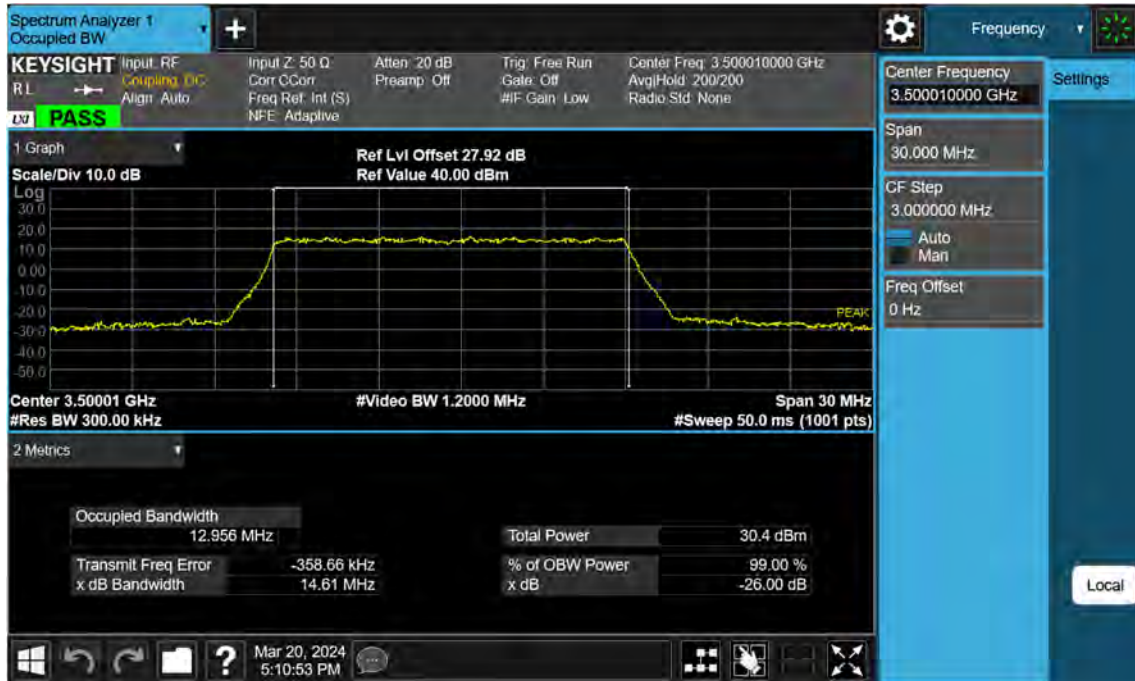 Spectrum Analyzer 1
Occupied BW
+
Frequency
KEYSIGHT
RL
LXI
PASS
Input: RF
Coupling: DC
Align: Auto
Input Z: 50 Ω
Corr CCorr
Freq Ref: Int (S)
NFE: Adaptive
Atten: 20 dB
Preamp: Off
Trig: Free Run
Gate: Off
#IF Gain: Low
Center Freq: 3.500010000 GHz
Avg|Hold: 200/200
Radio Std: None
Center Frequency
3.500010000 GHz
Settings
Span
30.000 MHz
CF Step
3.000000 MHz
Auto
Man
Freq Offset
0 Hz
1 Graph
Scale/Div 10.0 dB
Ref Lvl Offset 27.92 dB
Ref Value 40.00 dBm
Log
30.0
20.0
10.0
0.00
-10.0
-20.0
-30.0
-40.0
-50.0
PEAK
Center 3.50001 GHz
#Res BW 300.00 kHz
#Video BW 1.2000 MHz
Span 30 MHz
#Sweep 50.0 ms (1001 pts)
2 Metrics
Occupied Bandwidth
12.956 MHz
Transmit Freq Error -358.66 kHz
x dB Bandwidth 14.61 MHz
Total Power 30.4 dBm
% of OBW Power 99.00 %
x dB -26.00 dB
Local
?
Mar 20, 2024
5:10:53 PM